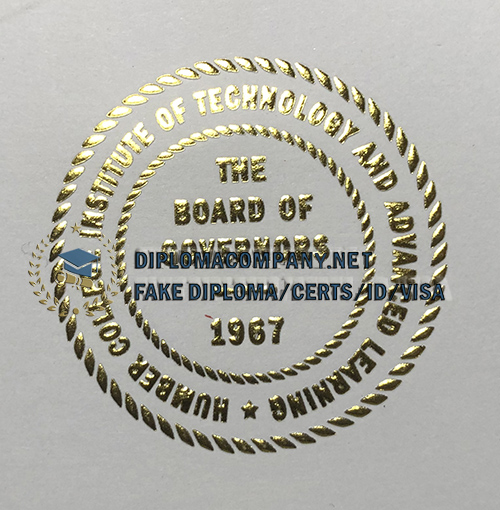 HUMBER COLLEGE INSTITUTE OF TECHNOLOGY AND ADVANCED LEARNING ★
THE
BOARD OF
GOVERNORS
DIPLOMACOMPANY.NET
FAKE DIPLOMA/CERTS/ID/VISA
1967